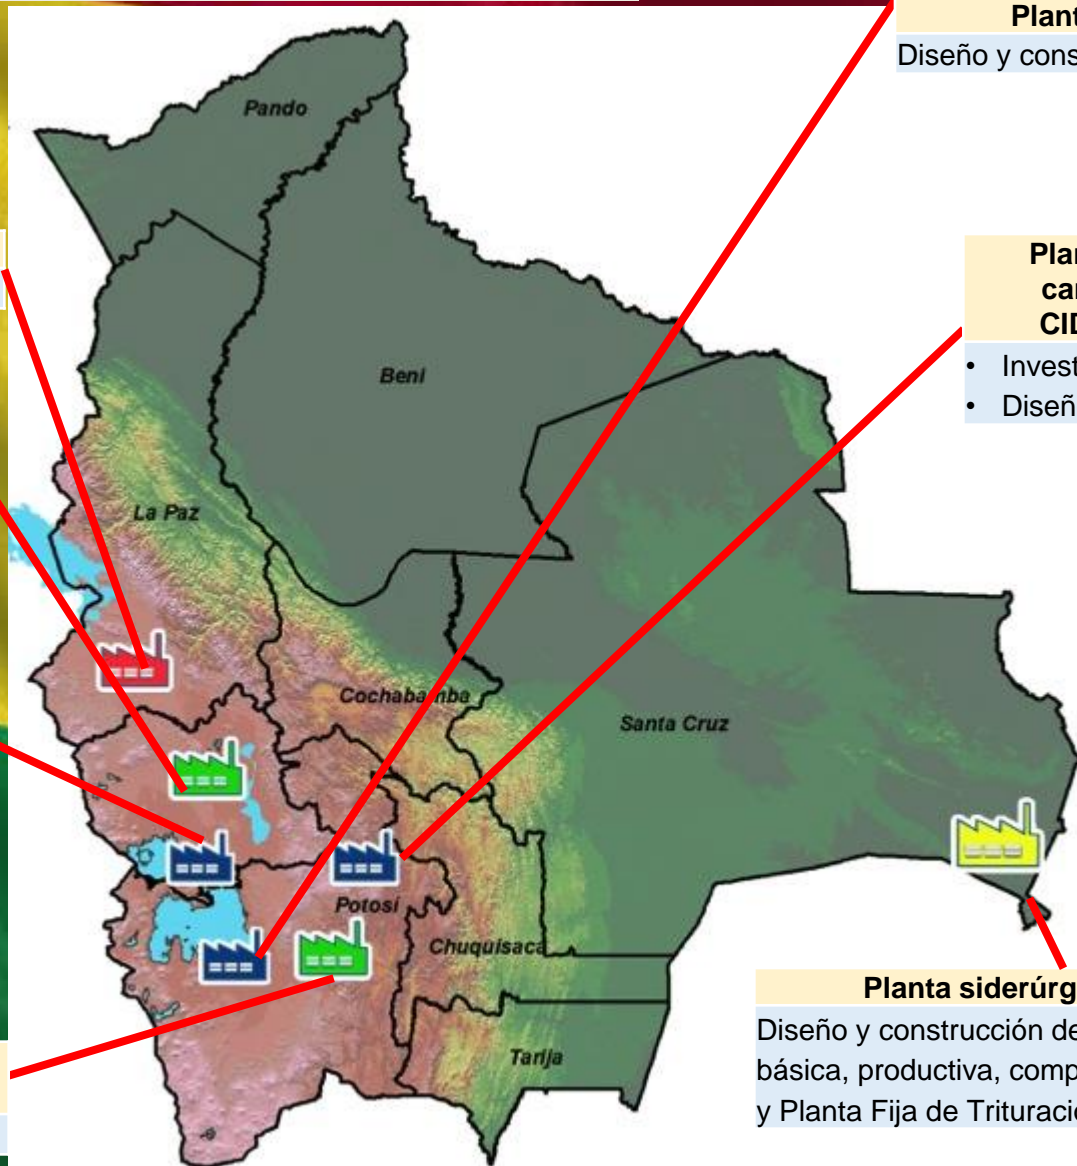 Plant
Diseño y cons
Pando
Plan
car
CID
• Invest
• Diseñ
Beni
La Paz
Cochabamba
Santa Cruz
Potosí
Chuquisaca
Planta siderúrg
Diseño y construcción de
básica, productiva, comp
y Planta Fija de Trituracić
Tarija